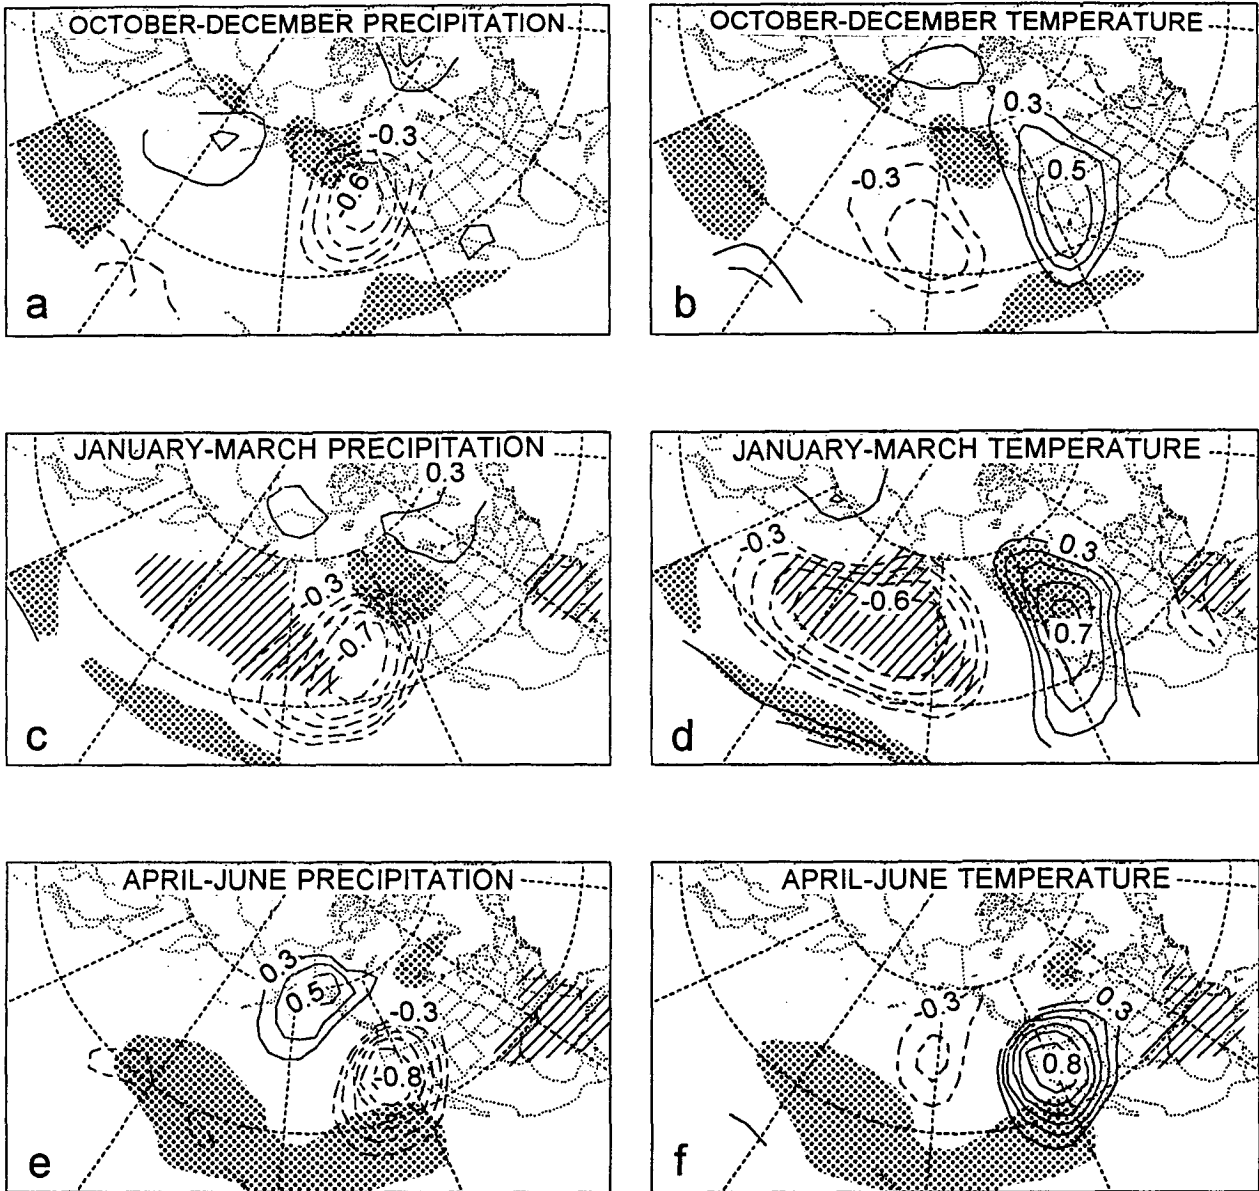 OCTOBER-DECEMBER PRECIPITATION
-0.3
-0.6
a
OCTOBER-DECEMBER TEMPERATURE
0.3
-0.3
0.5
b
JANUARY-MARCH PRECIPITATION
0.3
-0.3
-0.7
c
JANUARY-MARCH TEMPERATURE
-0.3
0.3
-0.6
0.7
d
APRIL-JUNE PRECIPITATION
0.3
0.5
-0.3
-0.8
e
APRIL-JUNE TEMPERATURE
-0.3
0.3
0.8
f